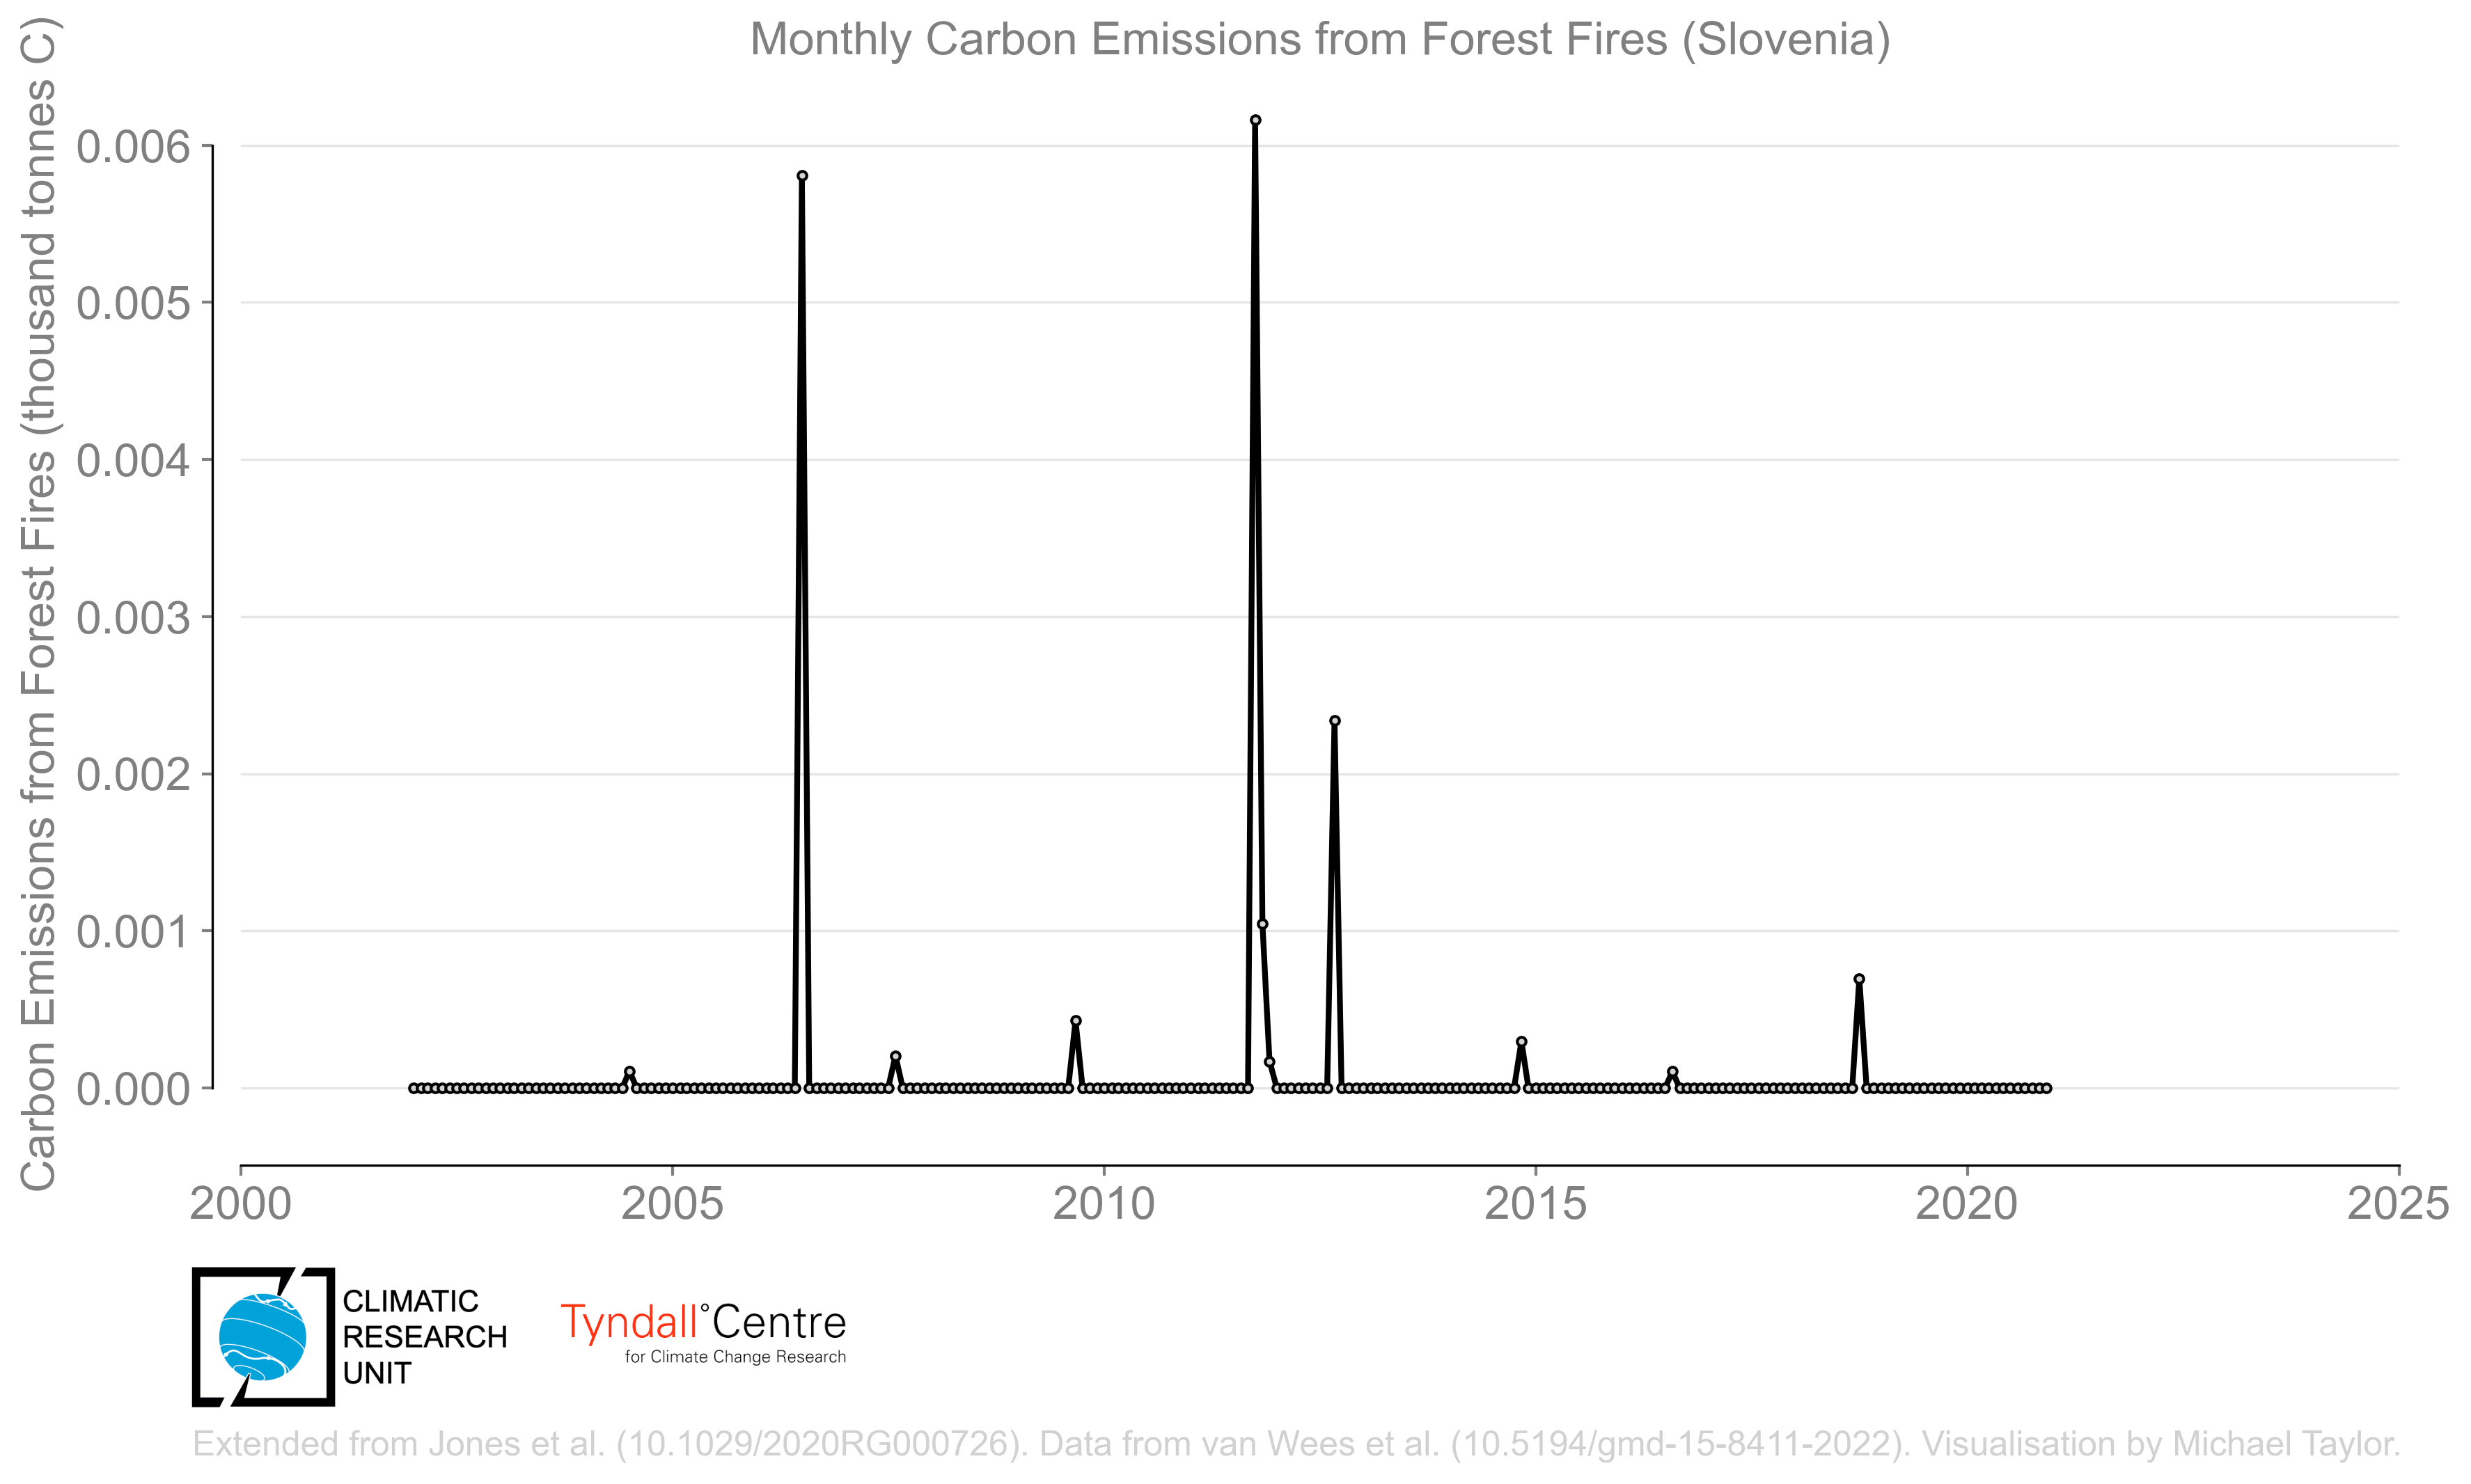 Monthly Carbon Emissions from Forest Fires (Slovenia)
Carbon Emissions from Forest Fires (thousand tonnes C)
0.006
0.005
0.004
0.003
0.002
0.001
0.000
2000 2005 2010 2015 2020 2025
CLIMATIC
RESEARCH
UNIT
Tyndall°Centre
for Climate Change Research
Extended from Jones et al. (10.1029/2020RG000726). Data from van Wees et al. (10.5194/gmd-15-8411-2022). Visualisation by Michael Taylor.